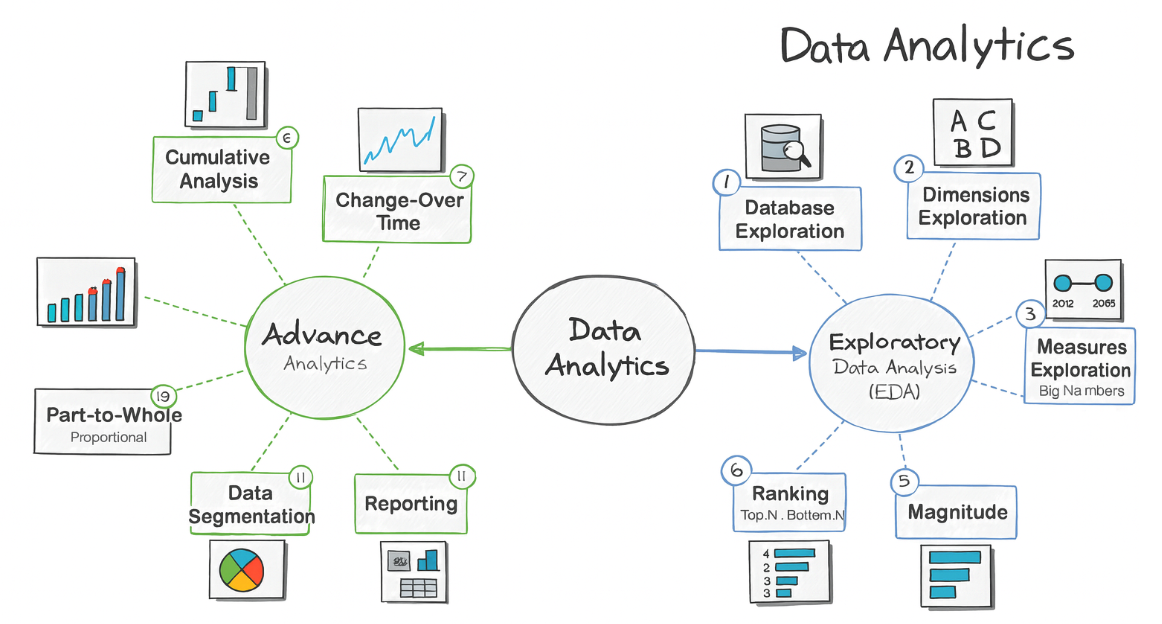 Data Analytics
6
Cumulative
Analysis
7
Change-Over
Time
Advance
Analytics
19
Part-to-Whole
Proportional
11
Data
Segmentation
11
Reporting
Data
Analytics
1
Database
Exploration
A C
B D
2
Dimensions
Exploration
2012 2065
3
Measures
Exploration
Big Na mbers
Exploratory
Data Analysis
(EDA)
6
Ranking
Top.N . Bottem.N
4
2
3
3
5
Magnitude